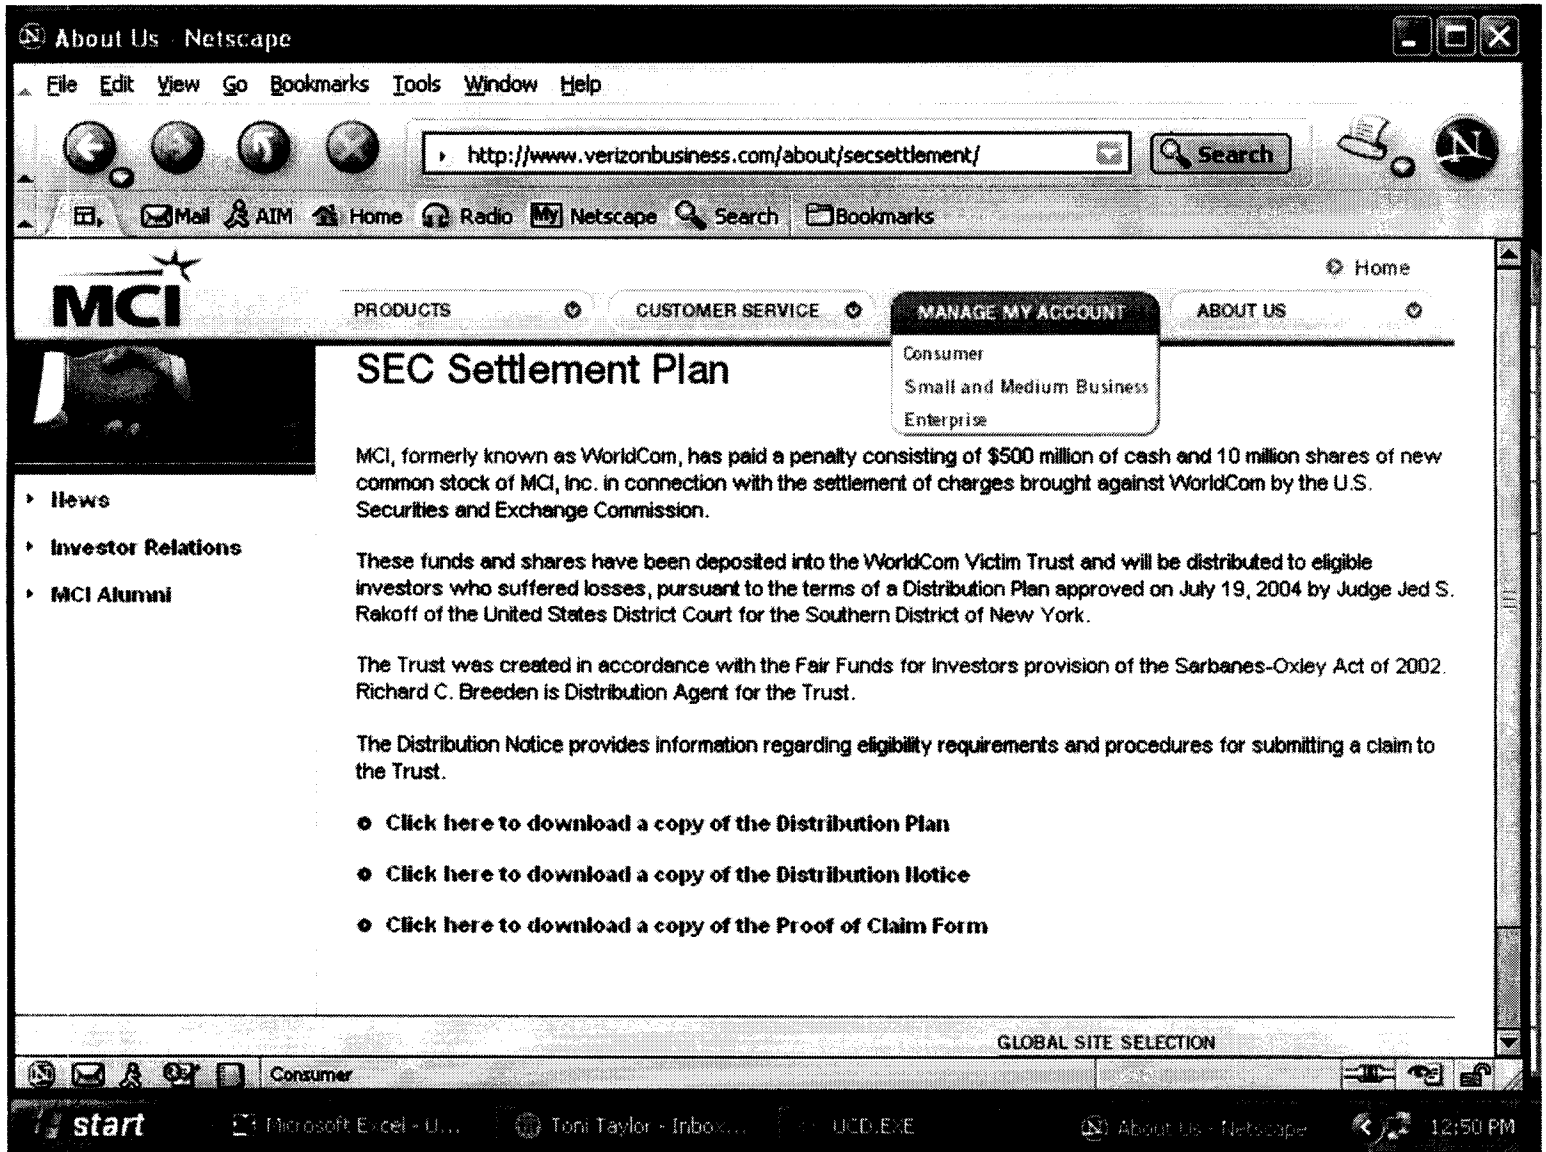 About Us - Netscape
File Edit View Go Bookmarks Tools Window Help
http://www.verizonbusiness.com/about/secsettlement/ Search N
Mail AIM Home Radio My Netscape Search Bookmarks
Home
MCI
PRODUCTS CUSTOMER SERVICE MANAGE MY ACCOUNT ABOUT US
Consumer
Small and Medium Business
Enterprise
SEC Settlement Plan
News
Investor Relations
MCI Alumni
MCI, formerly known as WorldCom, has paid a penalty consisting of $500 million of cash and 10 million shares of new
common stock of MCI, Inc. in connection with the settlement of charges brought against WorldCom by the U.S.
Securities and Exchange Commission.
These funds and shares have been deposited into the WorldCom Victim Trust and will be distributed to eligible
investors who suffered losses, pursuant to the terms of a Distribution Plan approved on July 19, 2004 by Judge Jed S.
Rakoff of the United States District Court for the Southern District of New York.
The Trust was created in accordance with the Fair Funds for Investors provision of the Sarbanes-Oxley Act of 2002.
Richard C. Breeden is Distribution Agent for the Trust.
The Distribution Notice provides information regarding eligibility requirements and procedures for submitting a claim to
the Trust.
Click here to download a copy of the Distribution Plan
Click here to download a copy of the Distribution Notice
Click here to download a copy of the Proof of Claim Form
GLOBAL SITE SELECTION
Consumer
start Microsoft Excel - U... Toni Taylor - Inbox... UCD.EXE About Us - Netscape 12:50 PM